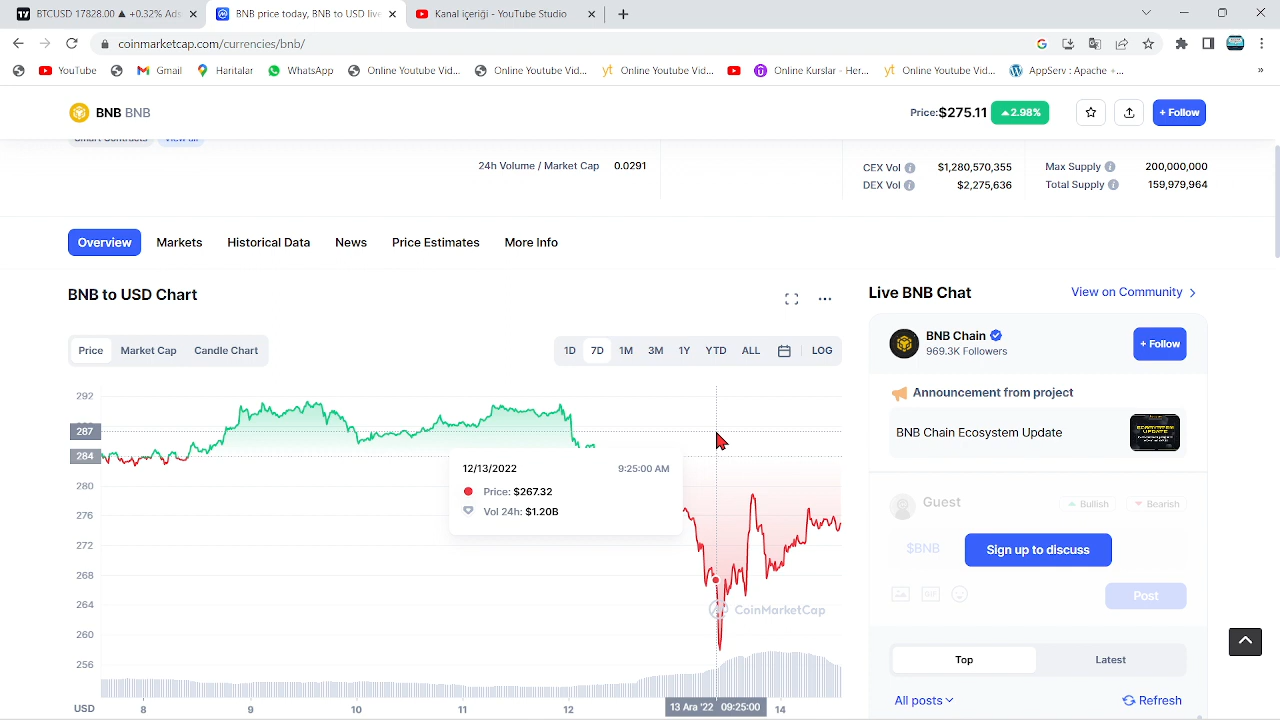 BTCUSD 17828.00 ▲ +0.32% Ads
BNB price today, BNB to USD live
Kanal içeriği - YouTube Studio
coinmarketcap.com/currencies/bnb/
YouTube
Gmail
Haritalar
WhatsApp
Online Youtube Vid...
Online Youtube Vid...
Online Youtube Vid...
Online Kurslar - Her...
Online Youtube Vid...
AppServ : Apache +...
»
BNB BNB
Price:$275.11 2.98%
+ Follow
View all
24h Volume / Market Cap 0.0291
CEX Vol $1,280,570,355
DEX Vol $2,275,636
Max Supply 200,000,000
Total Supply 159,979,964
Overview Markets Historical Data News Price Estimates More Info
BNB to USD Chart
Price Market Cap Candle Chart
1D 7D 1M 3M 1Y YTD ALL LOG
292
287
284
280
276
272
268
264
260
256
12/13/2022 9:25:00 AM
Price: $267.32
Vol 24h: $1.20B
CoinMarketCap
USD 8 9 10 11 12 13 Ara '22 09:25:00 14
Live BNB Chat
View on Community
BNB Chain
969.3K Followers
+ Follow
Announcement from project
BNB Chain Ecosystem Update
ECOSYSTEM
UPDATE
Guest
Bullish
Bearish
$BNB
Sign up to discuss
GIF
Post
Top
Latest
All posts
Refresh